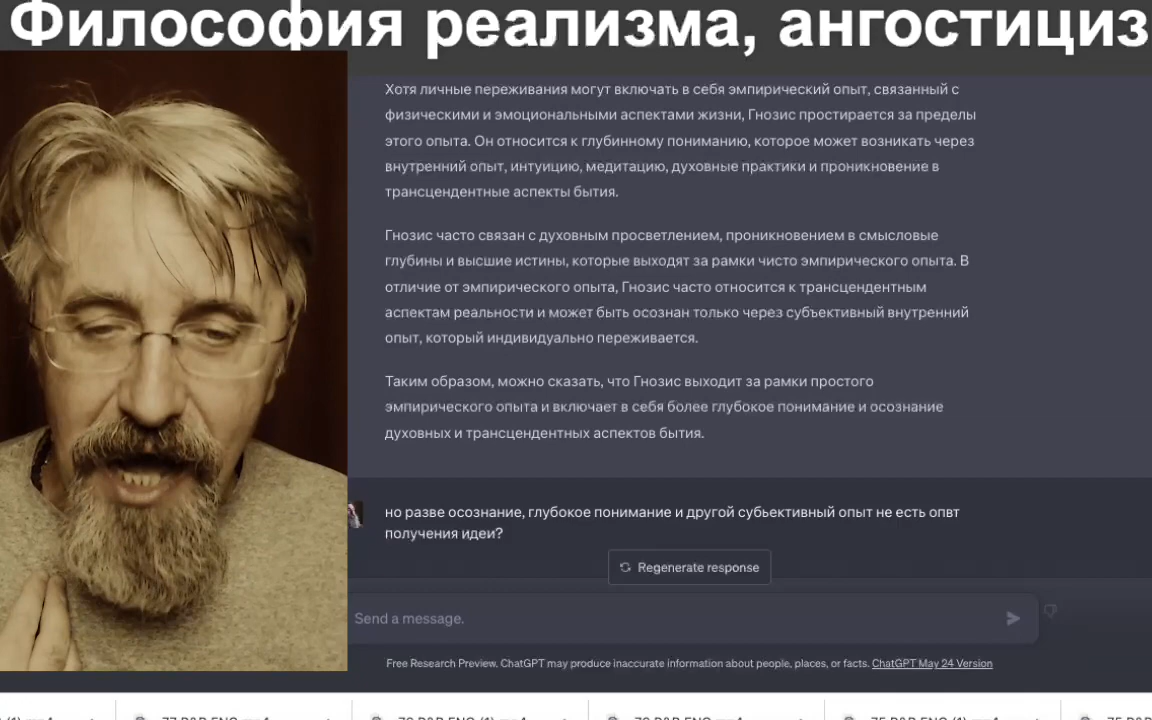 Философия реализма, ангостициз
Хотя личные переживания могут включать в себя эмпирический опыт, связанный с
физическими и эмоциональными аспектами жизни, Гнозис простирается за пределы
этого опыта. Он относится к глубинному пониманию, которое может возникать через
внутренний опыт, интуицию, медитацию, духовные практики и проникновение в
трансцендентные аспекты бытия.
Гнозис часто связан с духовным просветлением, проникновением в смысловые
глубины и высшие истины, которые выходят за рамки чисто эмпирического опыта. В
отличие от эмпирического опыта, Гнозис часто относится к трансцендентным
аспектам реальности и может быть осознан только через субъективный внутренний
опыт, который индивидуально переживается.
Таким образом, можно сказать, что Гнозис выходит за рамки простого
эмпирического опыта и включает в себя более глубокое понимание и осознание
духовных и трансцендентных аспектов бытия.
но разве осознание, глубокое понимание и другой субьективный опыт не есть опвт
получения идеи?
Regenerate response
Send a message.
Free Research Preview. ChatGPT may produce inaccurate information about people, places, or facts. ChatGPT May 24 Version